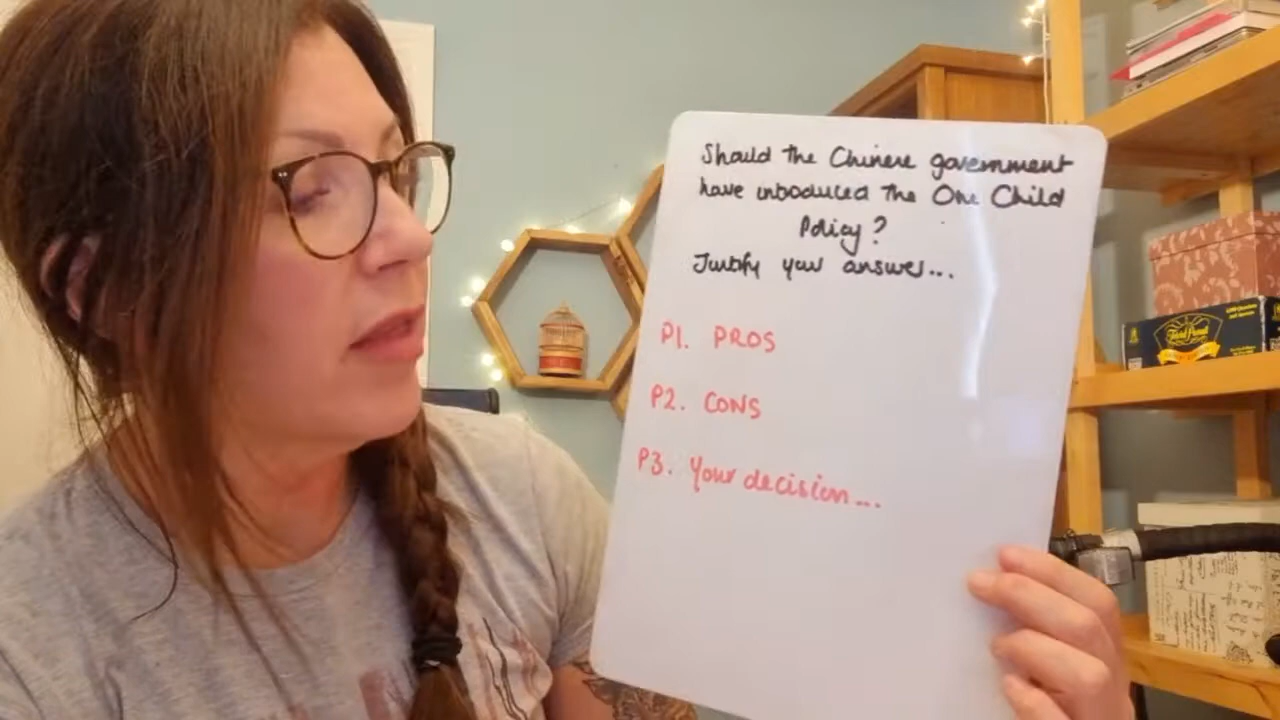 Should the Chinese government
have introduced the One Child
Policy?
Justify your answer...
P1. PROS
P2. CONS
P3. Your decision...